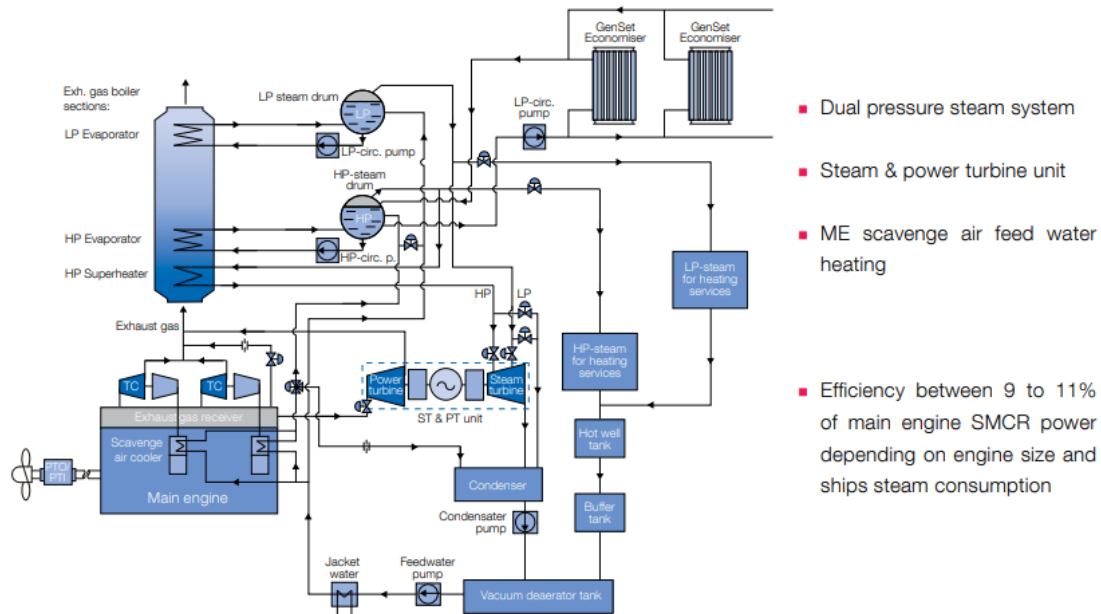 GenSet
Economiser
GenSet
Economiser
Exh. gas boiler
sections:
LP steam drum
LP
LP-circ.
pump
LP Evaporator
LP-circ. pump
HP-steam
drum
HP
HP Evaporator
HP-circ. p.
HP Superheater
LP-steam
for heating
services
HP
LP
Exhaust gas
HP-steam
for heating
services
TC
TC
Power
turbine
Steam
turbine
ST & PT unit
Exhaust gas receiver
Scavenge
air cooler
Hot well
tank
PTO/
PTI
Main engine
Condenser
Condensater
pump
Buffer
tank
Jacket
water
Feedwater
pump
Vacuum deaerator tank
▪ Dual pressure steam system
▪ Steam & power turbine unit
▪ ME scavenge air feed water
heating
▪ Efficiency between 9 to 11%
of main engine SMCR power
depending on engine size and
ships steam consumption